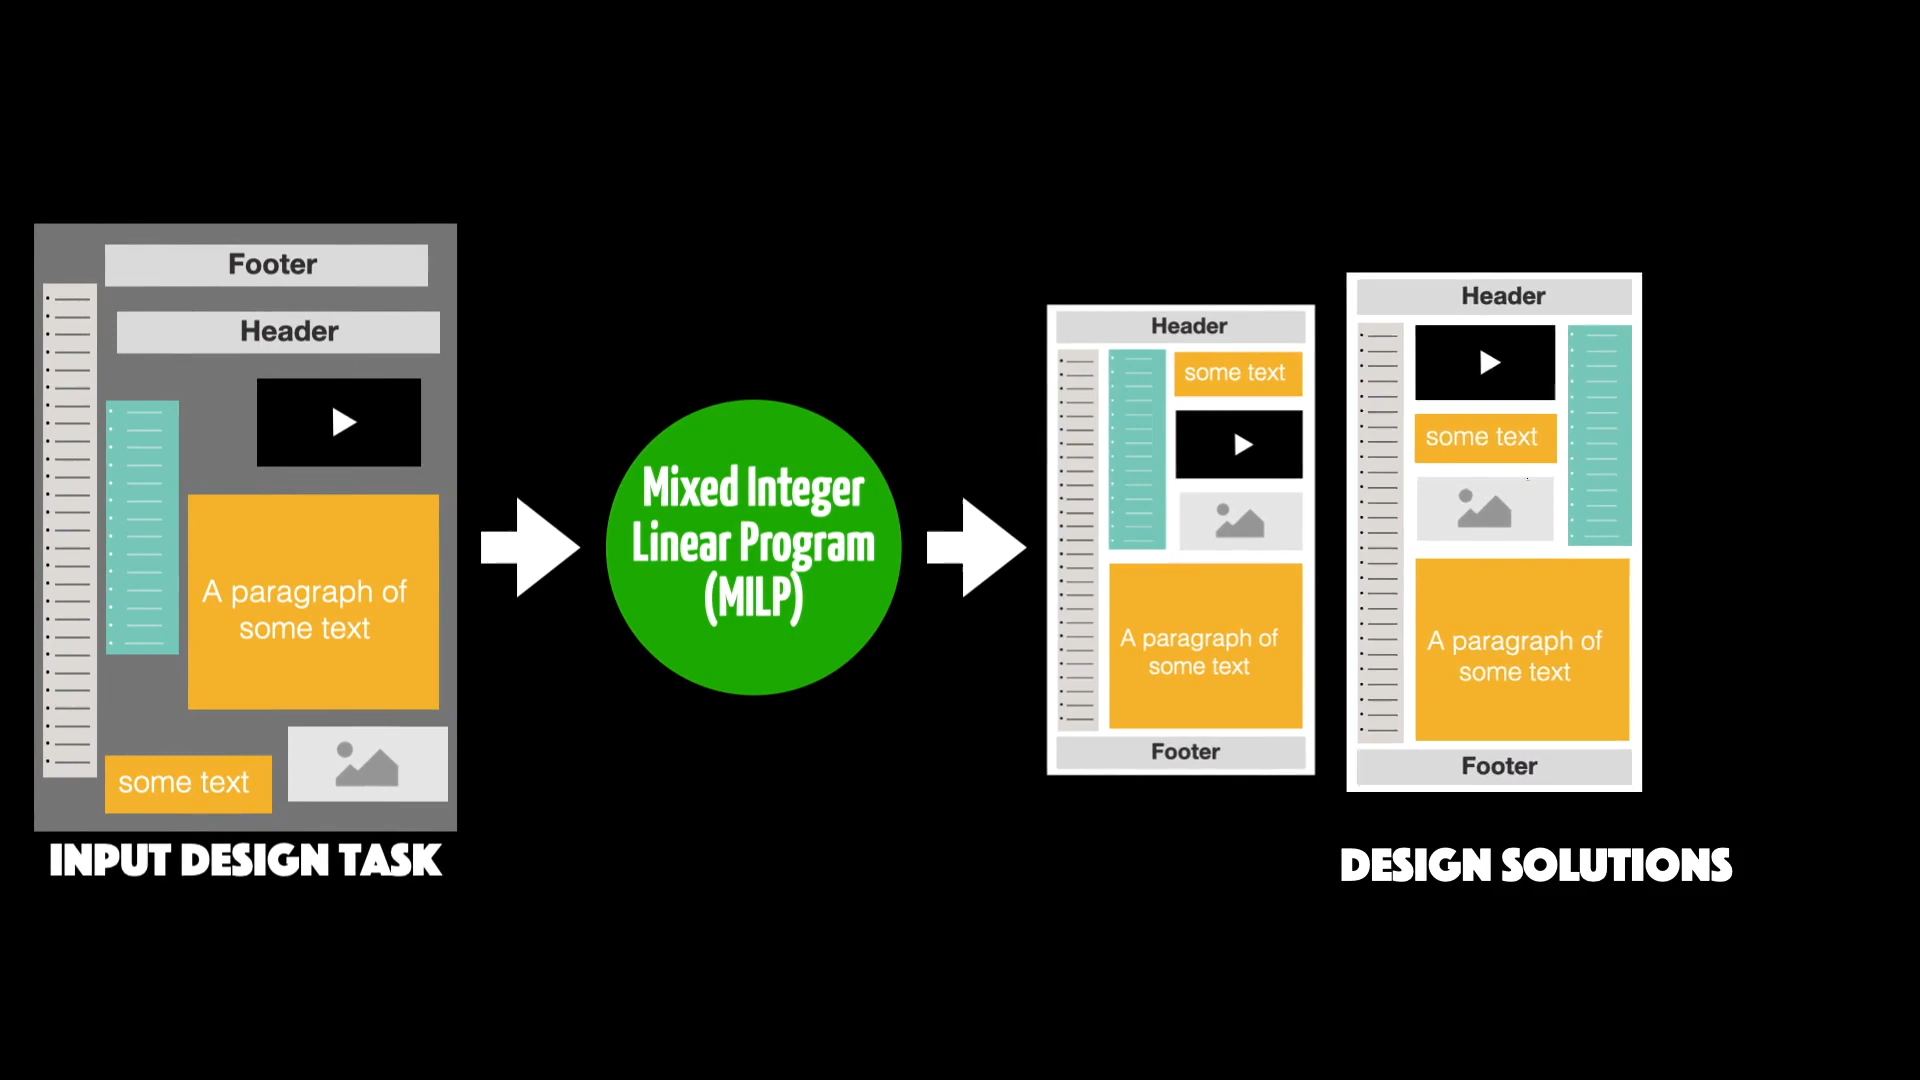 Footer
Header
A paragraph of
some text
some text
INPUT DESIGN TASK
Mixed Integer
Linear Program
(MILP)
Header
some text
A paragraph of
some text
Footer
Header
some text
A paragraph of
some text
Footer
DESIGN SOLUTIONS